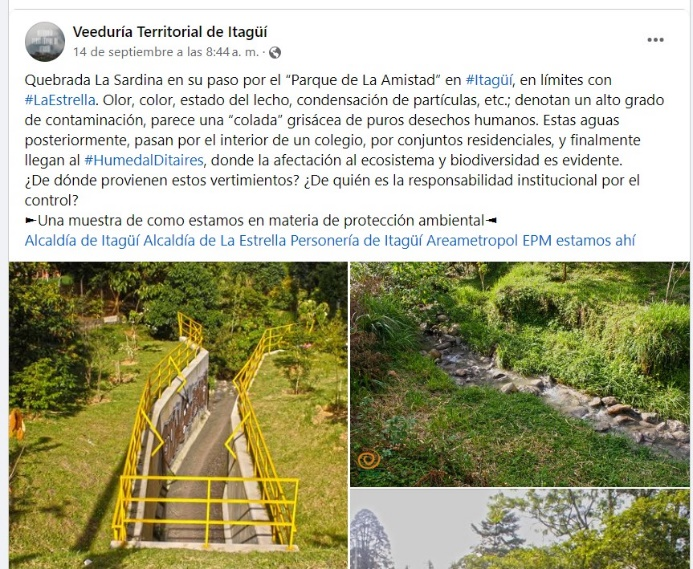 Veeduría Territorial de Itagüí
14 de septiembre a las 8:44 a. m. ·
Quebrada La Sardina en su paso por el “Parque de La Amistad” en #Itagüí, en límites con
#LaEstrella. Olor, color, estado del lecho, condensación de partículas, etc.; denotan un alto grado
de contaminación, parece una “colada” grisácea de puros desechos humanos. Estas aguas
posteriormente, pasan por el interior de un colegio, por conjuntos residenciales, y finalmente
llegan al #HumedalDitaires, donde la afectación al ecosistema y biodiversidad es evidente.
¿De dónde provienen estos vertimientos? ¿De quién es la responsabilidad institucional por el
control?
►Una muestra de como estamos en materia de protección ambiental◄
Alcaldía de Itagüí Alcaldía de La Estrella Personería de Itagüí Areametropol EPM estamos ahí